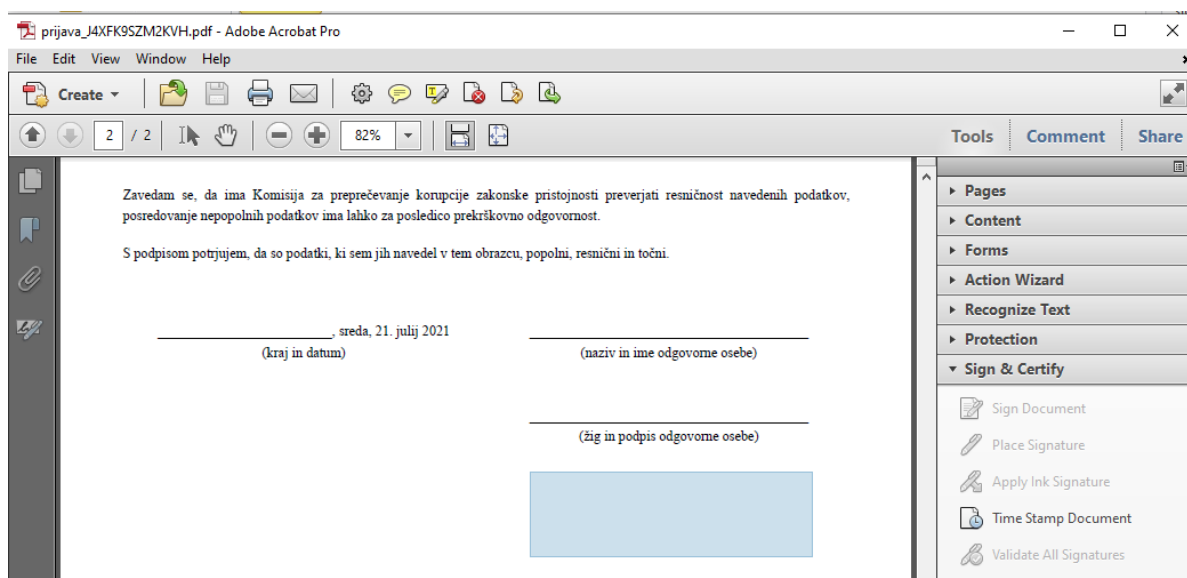 prijava_J4XFK9SZM2KVH.pdf - Adobe Acrobat Pro
File Edit View Window Help
Create
2 / 2 82% Tools Comment Share
Zavedam se, da ima Komisija za preprečevanje korupcije zakonske pristojnosti preverjati resničnost navedenih podatkov,
posredovanje nepopolnih podatkov ima lahko za posledico prekrškovno odgovornost.
S podpisom potrjujem, da so podatki, ki sem jih navedel v tem obrazcu, popolni, resnični in točni.
, sreda, 21. julij 2021
(kraj in datum)
(naziv in ime odgovorne osebe)
(žig in podpis odgovorne osebe)
Pages
Content
Forms
Action Wizard
Recognize Text
Protection
Sign & Certify
Sign Document
Place Signature
Apply Ink Signature
Time Stamp Document
Validate All Signatures